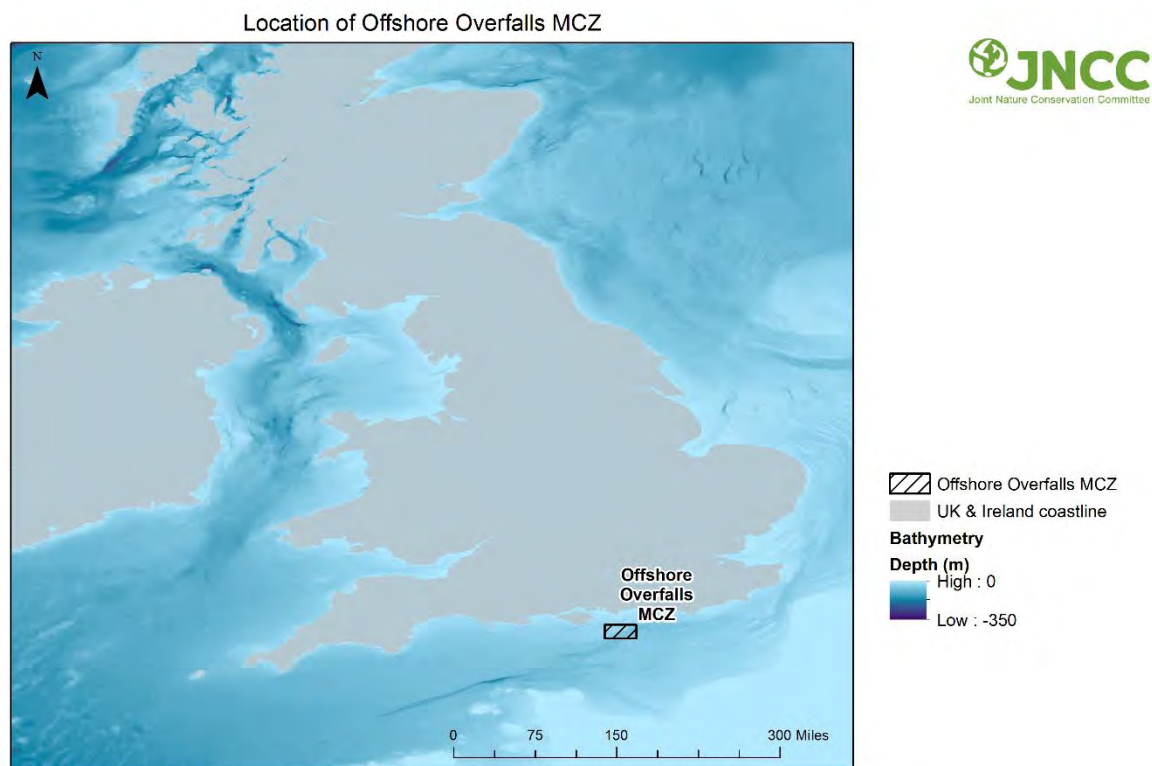 Location of Offshore Overfalls MCZ
N
JNCC
Joint Nature Conservation Committee
Offshore Overfalls MCZ
UK & Ireland coastline
Bathymetry
Depth (m)
High : 0
Low : -350
Offshore
Overfalls
MCZ
0 75 150 300 Miles